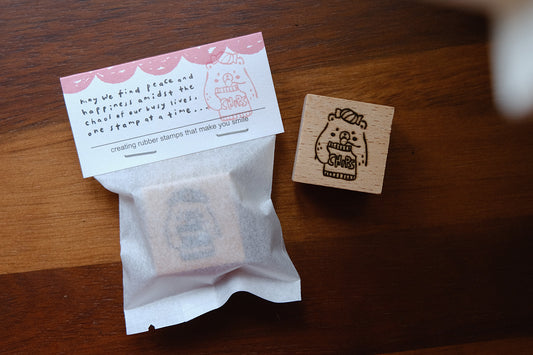 may we find peace and
happiness amidst the
chaos of our busy lives,
one stamp at a time...
creating rubber stamps that make you smile
CHIPS
CHIPS